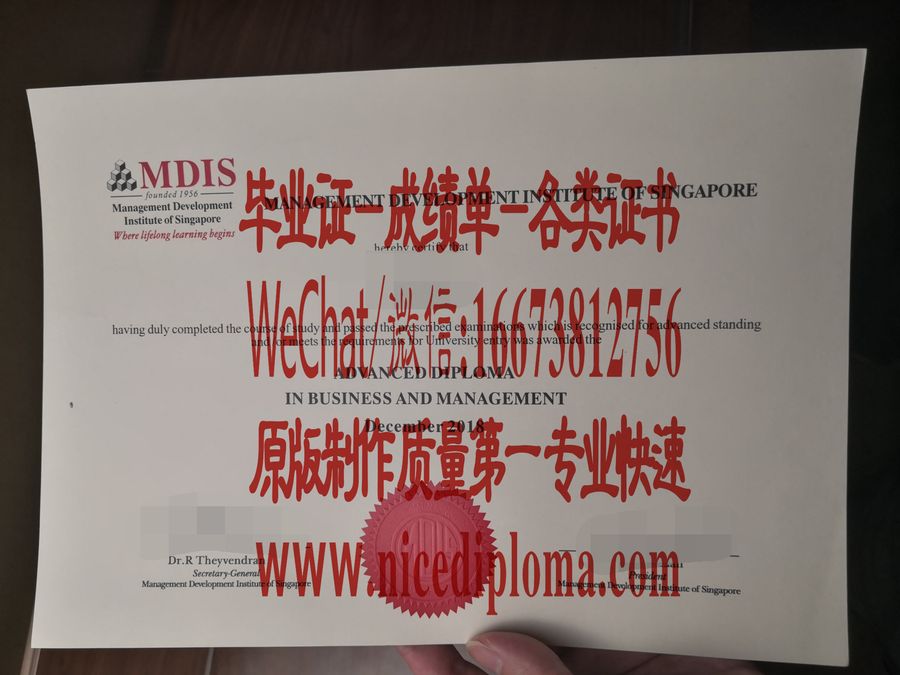 MDIS
founded 1956
Management Development
Institute of Singapore
Where lifelong learning begins
毕业证一成绩单一各类证书
MANAGEMENT DEVELOPMENT INSTITUTE OF SINGAPORE
hereby certify that
WeChat/微信:16673812756
having duly completed the course of study and passed the prescribed examinations which is recognised for advanced standing
and /or meets the requirements for University entry was awarded the
ADVANCED DIPLOMA
IN BUSINESS AND MANAGEMENT
December 2018
原版制作质量第一专业快速
www.nicediploma.com
Dr.R Theyvendran
Secretary-General
Management Development Institute of Singapore
President
Management Development Institute of Singapore